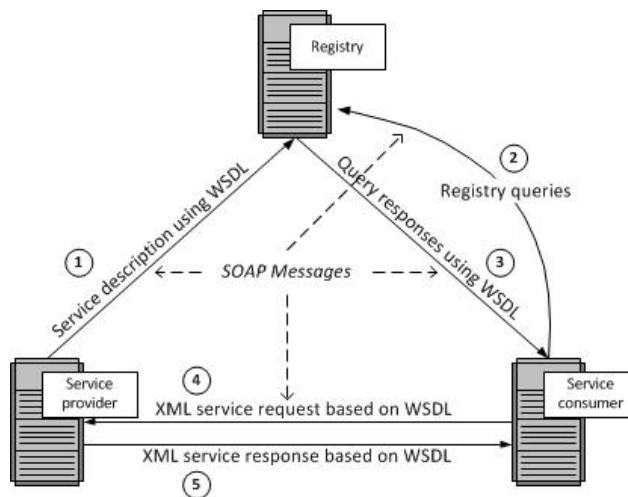 Registry
2
Registry queries
Query responses using WSDL
3
1
Service description using WSDL
SOAP Messages
Service
provider
4
XML service request based on WSDL
Service
consumer
XML service response based on WSDL
5